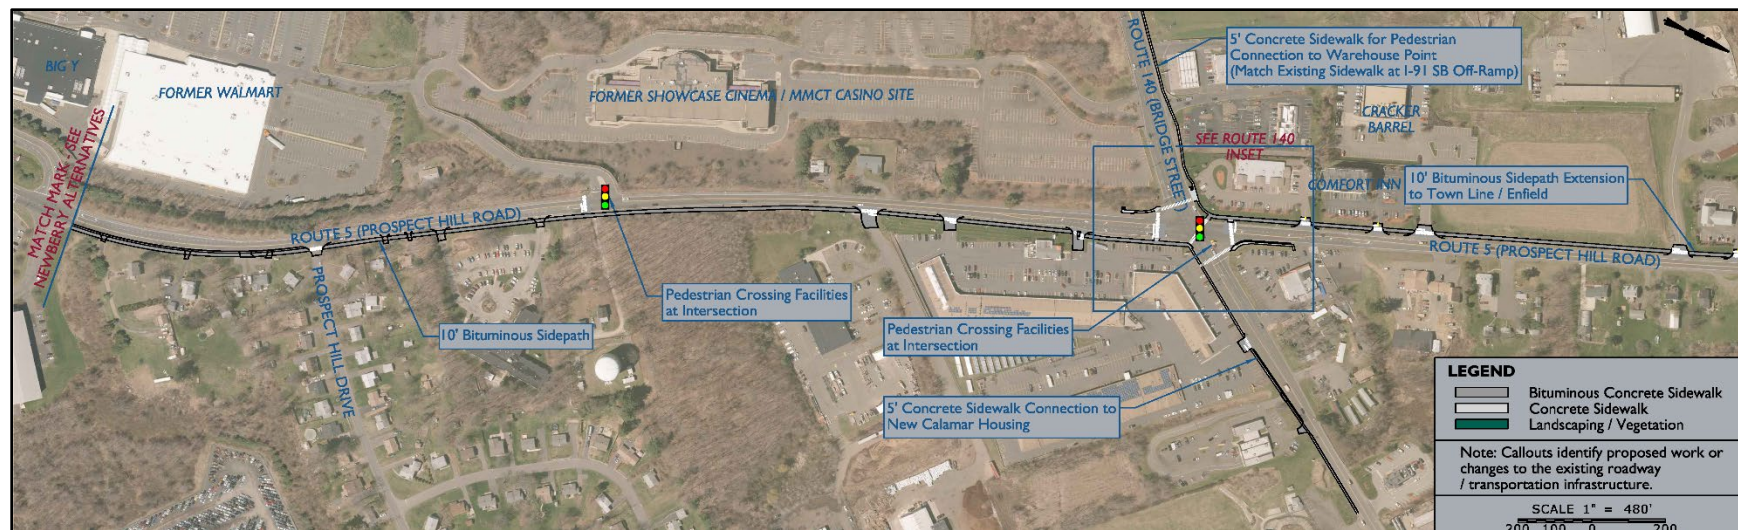 BIG Y
FORMER WALMART
MATCH MARK - SEE
NEWBERRY ALTERNATIVES
FORMER SHOWCASE CINEMA / MMCT CASINO SITE
ROUTE 140 (BRIDGE STREET)
5' Concrete Sidewalk for Pedestrian
Connection to Warehouse Point
(Match Existing Sidewalk at I-91 SB Off-Ramp)
CRACKER
BARREL
SEE ROUTE 140
INSET
COMFORT INN
10' Bituminous Sidepath Extension
to Town Line / Enfield
ROUTE 5 (PROSPECT HILL ROAD)
ROUTE 5 (PROSPECT HILL ROAD)
PROSPECT HILL DRIVE
10' Bituminous Sidepath
Pedestrian Crossing Facilities
at Intersection
Pedestrian Crossing Facilities
at Intersection
5' Concrete Sidewalk Connection to
New Calamar Housing
LEGEND
Bituminous Concrete Sidewalk
Concrete Sidewalk
Landscaping / Vegetation
Note: Callouts identify proposed work or
changes to the existing roadway
/ transportation infrastructure.
SCALE 1" = 480'
200 100 0 200